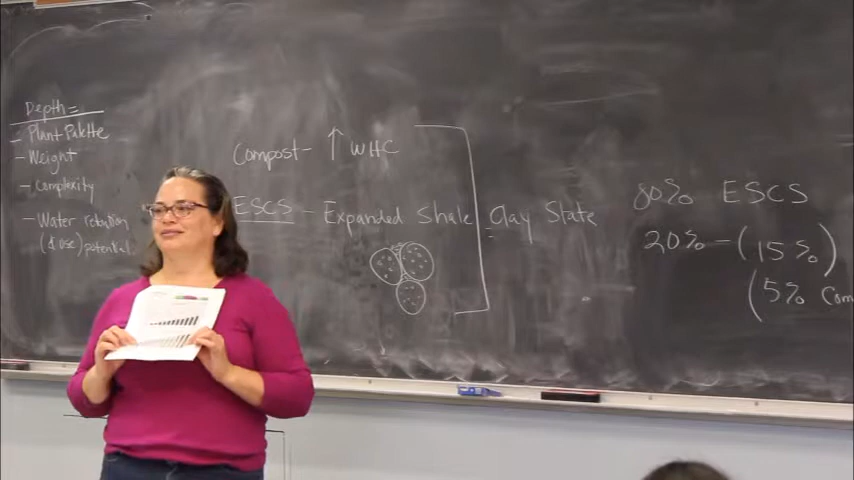 Depth =
- Plant Palette
- Weight
- Complexity
- Water retention
(& use) potential
Compost - ↑ WHC
ESCS - Expanded Shale Clay State
80% ESCS
20% - (15%)
(5% Com